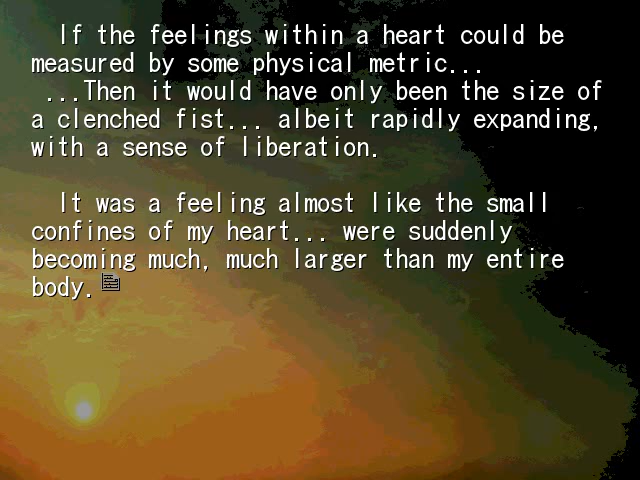 If the feelings within a heart could be
measured by some physical metric...
...Then it would have only been the size of
a clenched fist... albeit rapidly expanding,
with a sense of liberation.
It was a feeling almost like the small
confines of my heart... were suddenly
becoming much, much larger than my entire
body.